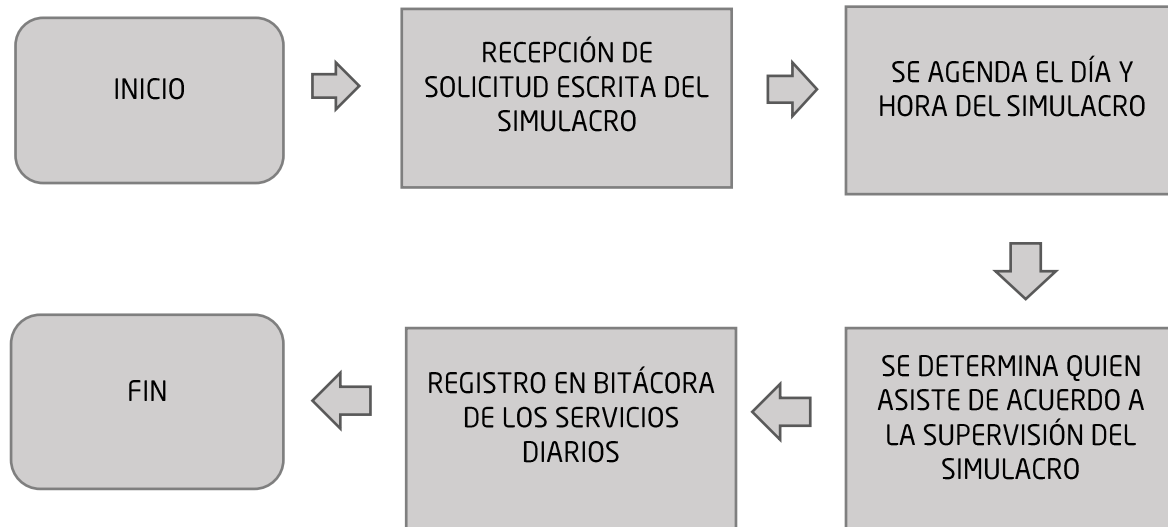 INICIO
RECEPCIÓN DE
SOLICITUD ESCRITA DEL
SIMULACRO
SE AGENDA EL DÍA Y
HORA DEL SIMULACRO
SE DETERMINA QUIEN
ASISTE DE ACUERDO A
LA SUPERVISIÓN DEL
SIMULACRO
REGISTRO EN BITÁCORA
DE LOS SERVICIOS
DIARIOS
FIN